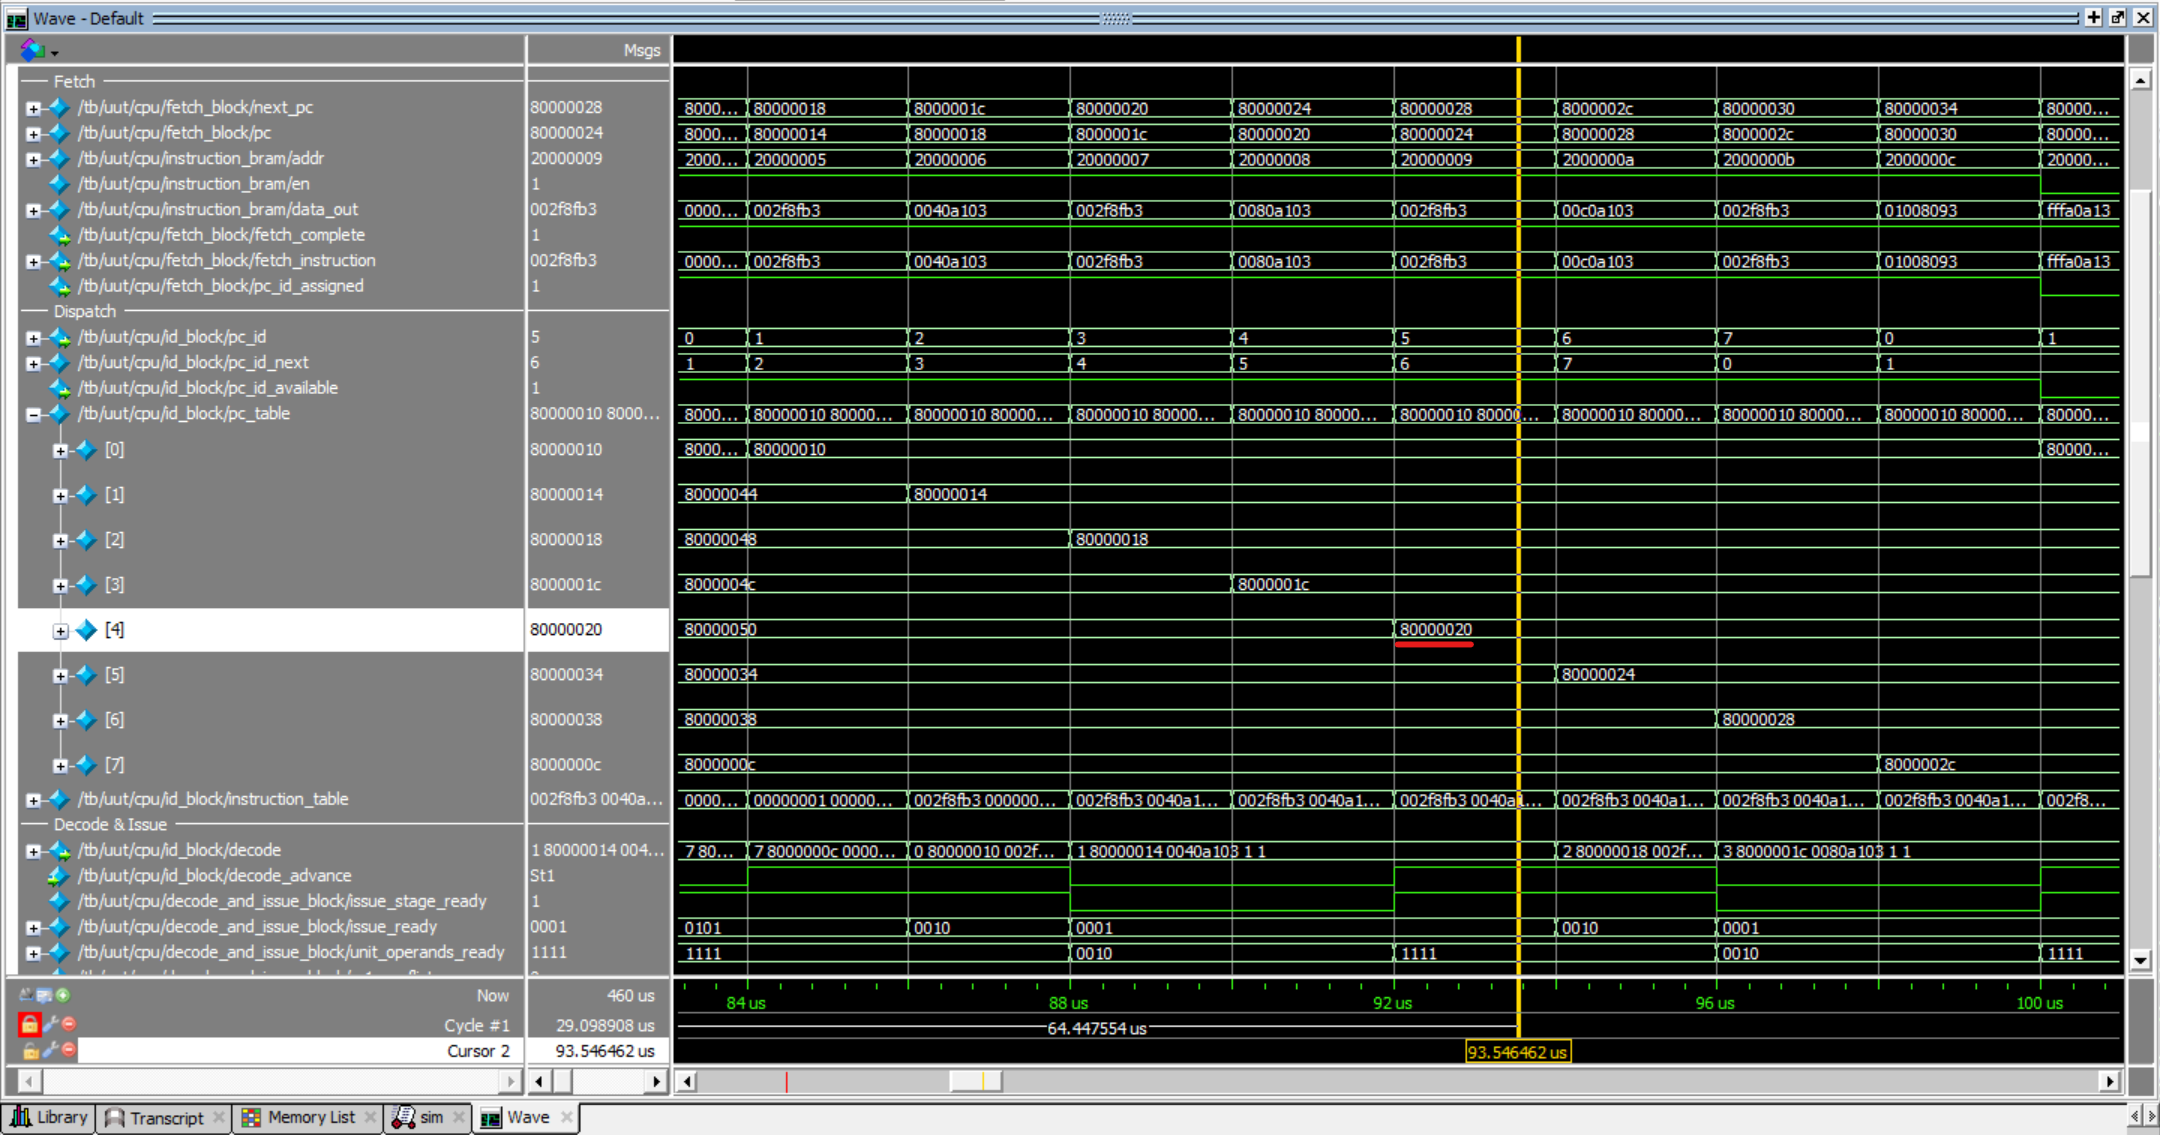 Wave - Default
Msgs
Fetch
/tb/uut/cpu/fetch_block/next_pc 80000028 8000... 80000018 8000001c 80000020 80000024 80000028 8000002c 80000030 80000034 80000...
/tb/uut/cpu/fetch_block/pc 80000024 8000... 80000014 80000018 8000001c 80000020 80000024 80000028 8000002c 80000030 80000...
/tb/uut/cpu/instruction_bram/addr 20000009 2000... 20000005 20000006 20000007 20000008 20000009 2000000a 2000000b 2000000c 20000...
/tb/uut/cpu/instruction_bram/en 1
/tb/uut/cpu/instruction_bram/data_out 002f8fb3 0000... 002f8fb3 0040a103 002f8fb3 0080a103 002f8fb3 00c0a103 002f8fb3 01008093 fffa0a13
/tb/uut/cpu/fetch_block/fetch_complete 1
/tb/uut/cpu/fetch_block/fetch_instruction 002f8fb3 0000... 002f8fb3 0040a103 002f8fb3 0080a103 002f8fb3 00c0a103 002f8fb3 01008093 fffa0a13
/tb/uut/cpu/fetch_block/pc_id_assigned 1
Dispatch
/tb/uut/cpu/id_block/pc_id 5 0 1 2 3 4 5 6 7 0 1
/tb/uut/cpu/id_block/pc_id_next 6 1 2 3 4 5 6 7 0 1
/tb/uut/cpu/id_block/pc_id_available 1
/tb/uut/cpu/id_block/pc_table 80000010 8000... 8000... 80000010 80000... 80000010 80000... 80000010 80000... 80000010 80000... 80000010 80000... 80000010 80000... 80000010 80000... 80000010 80000... 80000...
[0] 80000010 8000... 80000010 80000...
[1] 80000014 80000044 80000014
[2] 80000018 80000048 80000018
[3] 8000001c 8000004c 8000001c
[4] 80000020 80000050 80000020
[5] 80000034 80000034 80000024
[6] 80000038 80000038 80000028
[7] 8000000c 8000000c 8000002c
/tb/uut/cpu/id_block/instruction_table 002f8fb3 0040a... 0000... 00000001 00000... 002f8fb3 000000... 002f8fb3 0040a1... 002f8fb3 0040a1... 002f8fb3 0040a1... 002f8fb3 0040a1... 002f8fb3 0040a1... 002f8fb3 0040a1... 002f8...
Decode & Issue
/tb/uut/cpu/id_block/decode 1 80000014 004... 7 80... 7 8000000c 0000... 0 80000010 002f... 1 80000014 0040a103 1 1 2 80000018 002f... 3 8000001c 0080a103 1 1
/tb/uut/cpu/id_block/decode_advance St1
/tb/uut/cpu/decode_and_issue_block/issue_stage_ready 1
/tb/uut/cpu/decode_and_issue_block/issue_ready 0001 0101 0010 0001 0010 0001
/tb/uut/cpu/decode_and_issue_block/unit_operands_ready 1111 1111 0010 1111 0010 1111
Now 460 us 84 us 88 us 92 us 96 us 100 us
Cycle #1 29.098908 us 64.447554 us
Cursor 2 93.546462 us 93.546462 us
Library Transcript Memory List sim Wave